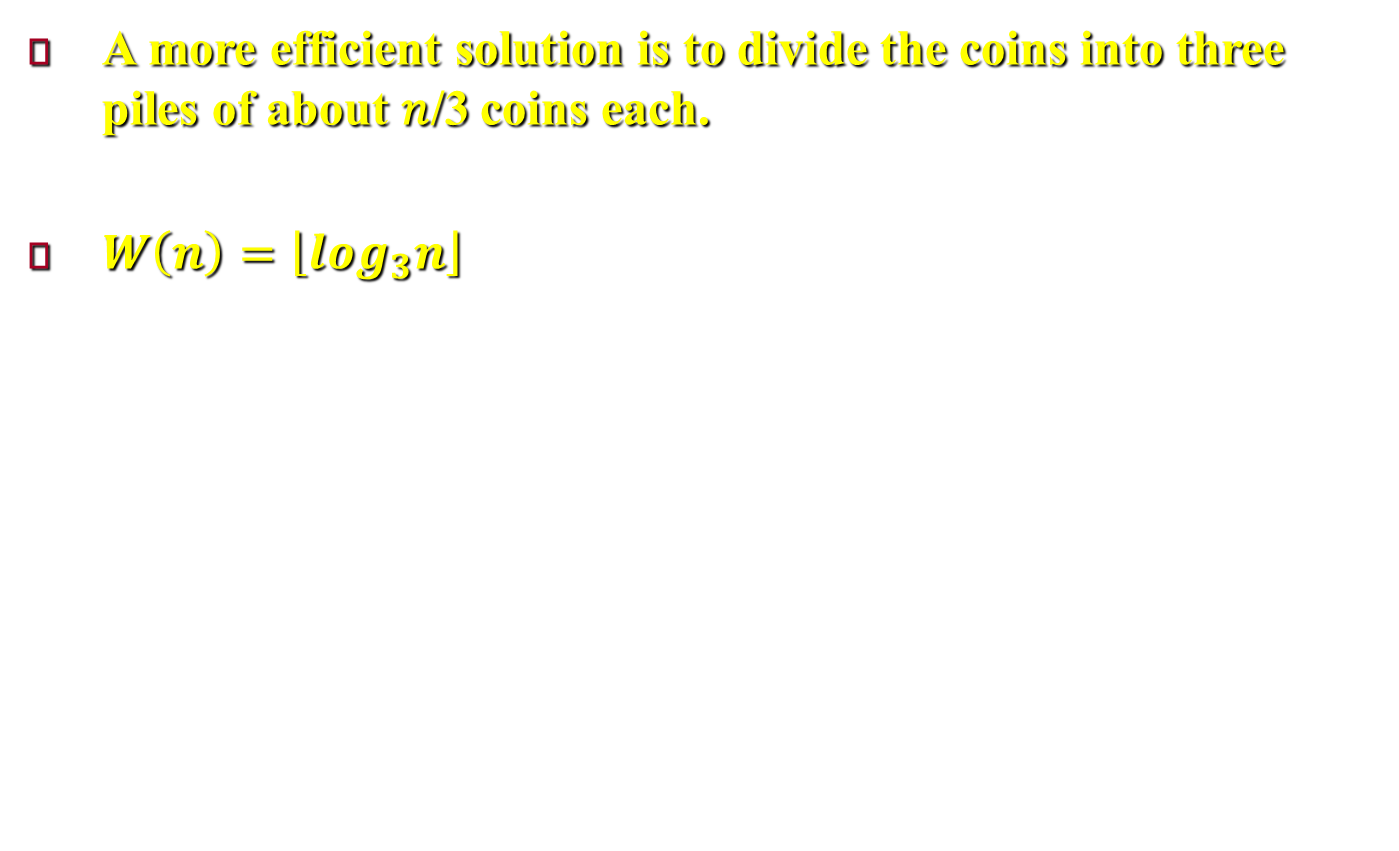 A more efficient solution is to divide the coins into three
piles of about n/3 coins each.
W(n) = ⌊log₃n⌋